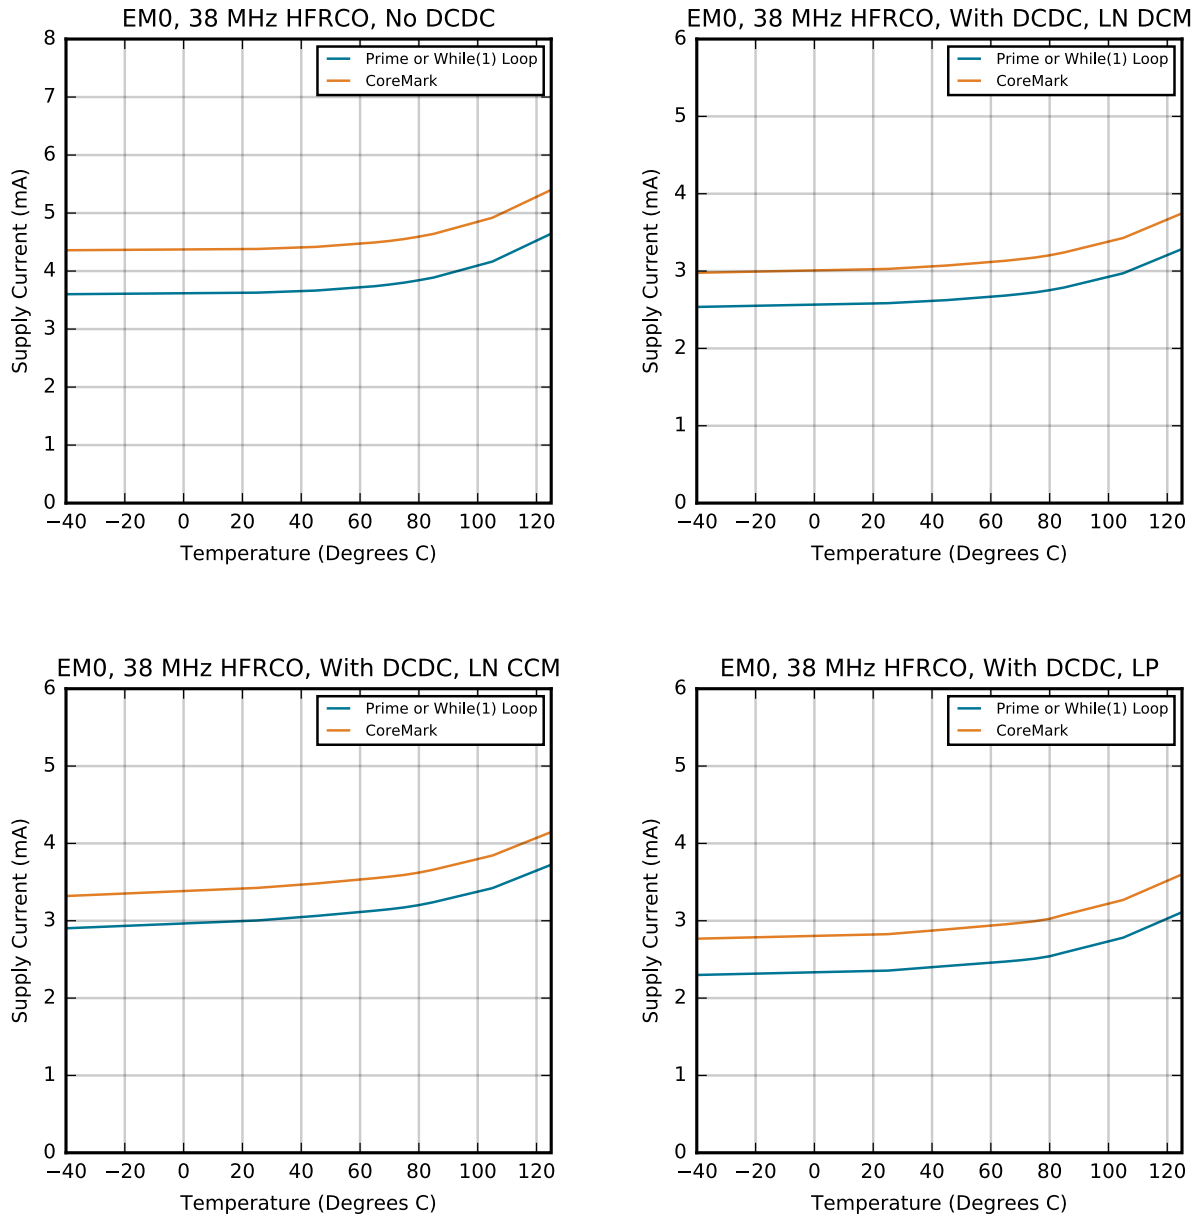 EM0, 38 MHz HFRCO, No DCDC
8
7
6
5
4
3
2
1
0
Supply Current (mA)
Prime or While(1) Loop
CoreMark
−40 −20 0 20 40 60 80 100 120
Temperature (Degrees C)
EM0, 38 MHz HFRCO, With DCDC, LN DCM
6
5
4
3
2
1
0
Supply Current (mA)
Prime or While(1) Loop
CoreMark
−40 −20 0 20 40 60 80 100 120
Temperature (Degrees C)
EM0, 38 MHz HFRCO, With DCDC, LN CCM
6
5
4
3
2
1
0
Supply Current (mA)
Prime or While(1) Loop
CoreMark
−40 −20 0 20 40 60 80 100 120
Temperature (Degrees C)
EM0, 38 MHz HFRCO, With DCDC, LP
6
5
4
3
2
1
0
Supply Current (mA)
Prime or While(1) Loop
CoreMark
−40 −20 0 20 40 60 80 100 120
Temperature (Degrees C)